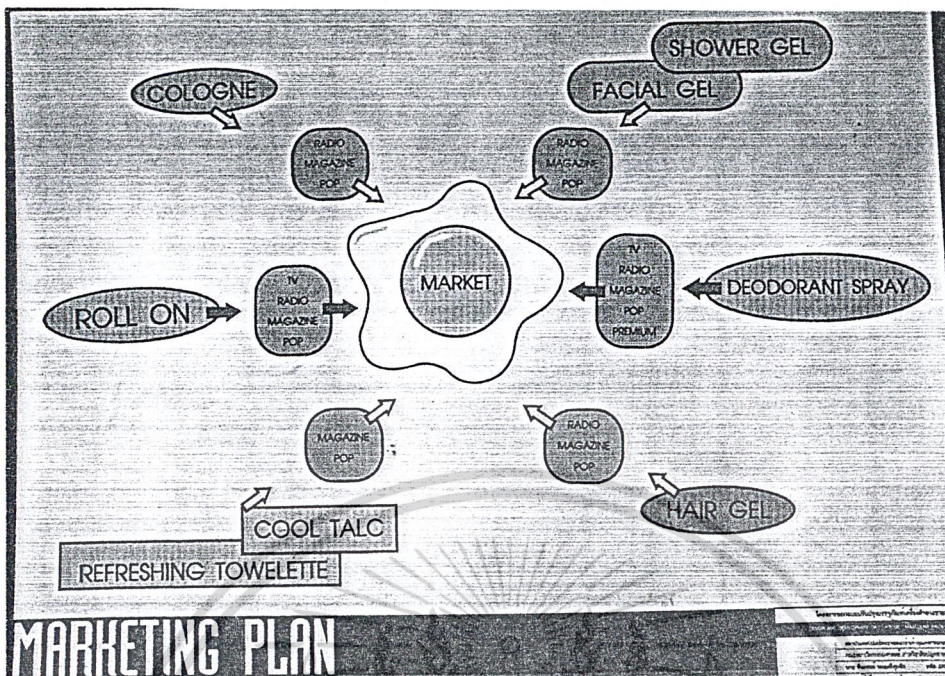 SHOWER GEL
COLOGNE
FACIAL GEL
RADIO
MAGAZINE
POP
RADIO
MAGAZINE
POP
MARKET
ROLL ON
TV
RADIO
MAGAZINE
POP
TV
RADIO
MAGAZINE
POP
PREMIUM
DEODORANT SPRAY
MAGAZINE
POP
RADIO
MAGAZINE
POP
HAIR GEL
COOL TALC
REFRESHING TOWELETTE
MARKETING PLAN